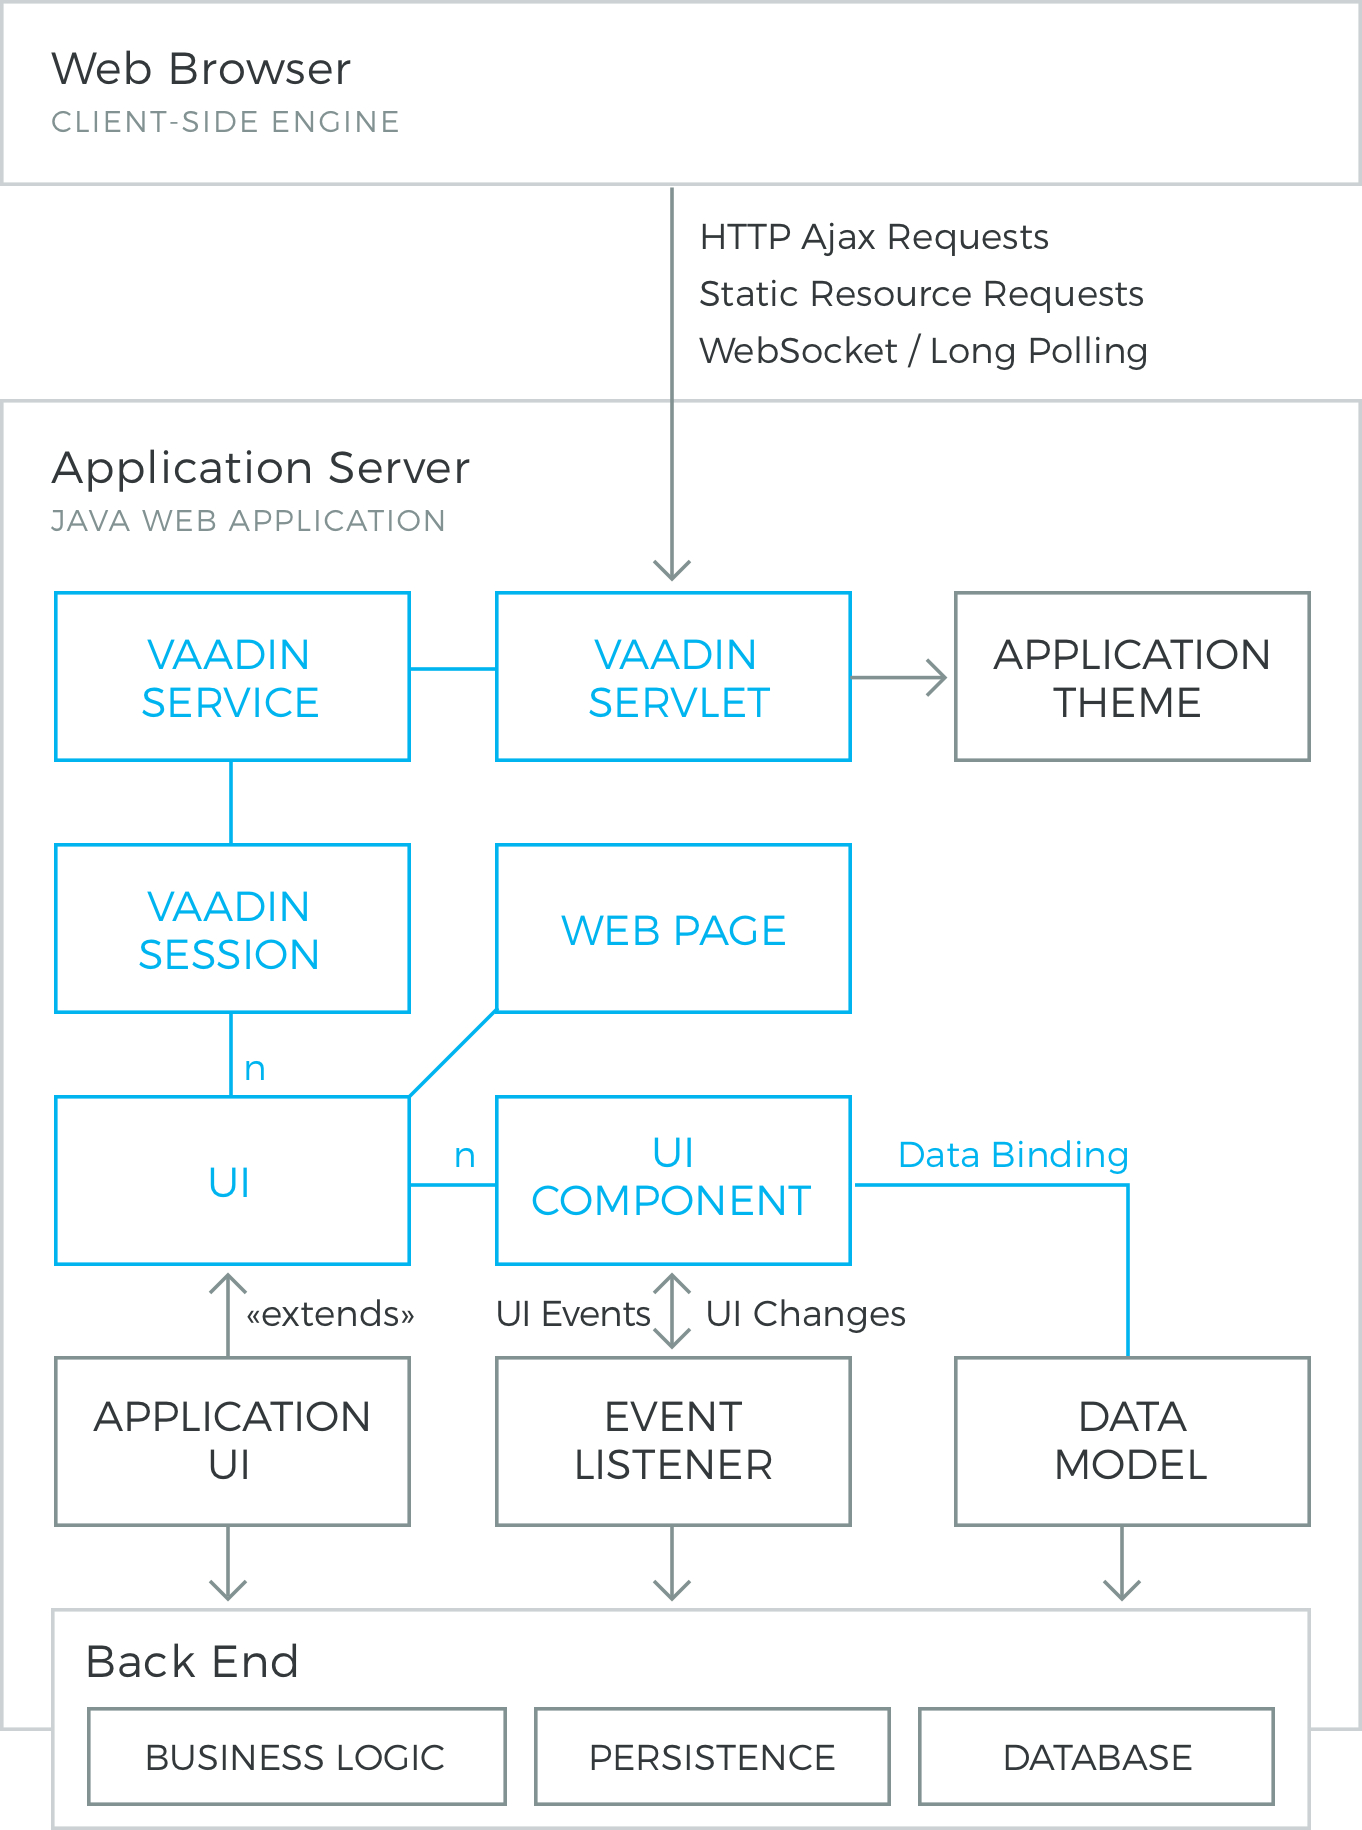 Web Browser
CLIENT-SIDE ENGINE
HTTP Ajax Requests
Static Resource Requests
WebSocket / Long Polling
Application Server
JAVA WEB APPLICATION
VAADIN
SERVICE
VAADIN
SERVLET
APPLICATION
THEME
VAADIN
SESSION
WEB PAGE
n
UI
n
UI
COMPONENT
Data Binding
«extends»
UI Events
UI Changes
APPLICATION
UI
EVENT
LISTENER
DATA
MODEL
Back End
BUSINESS LOGIC
PERSISTENCE
DATABASE